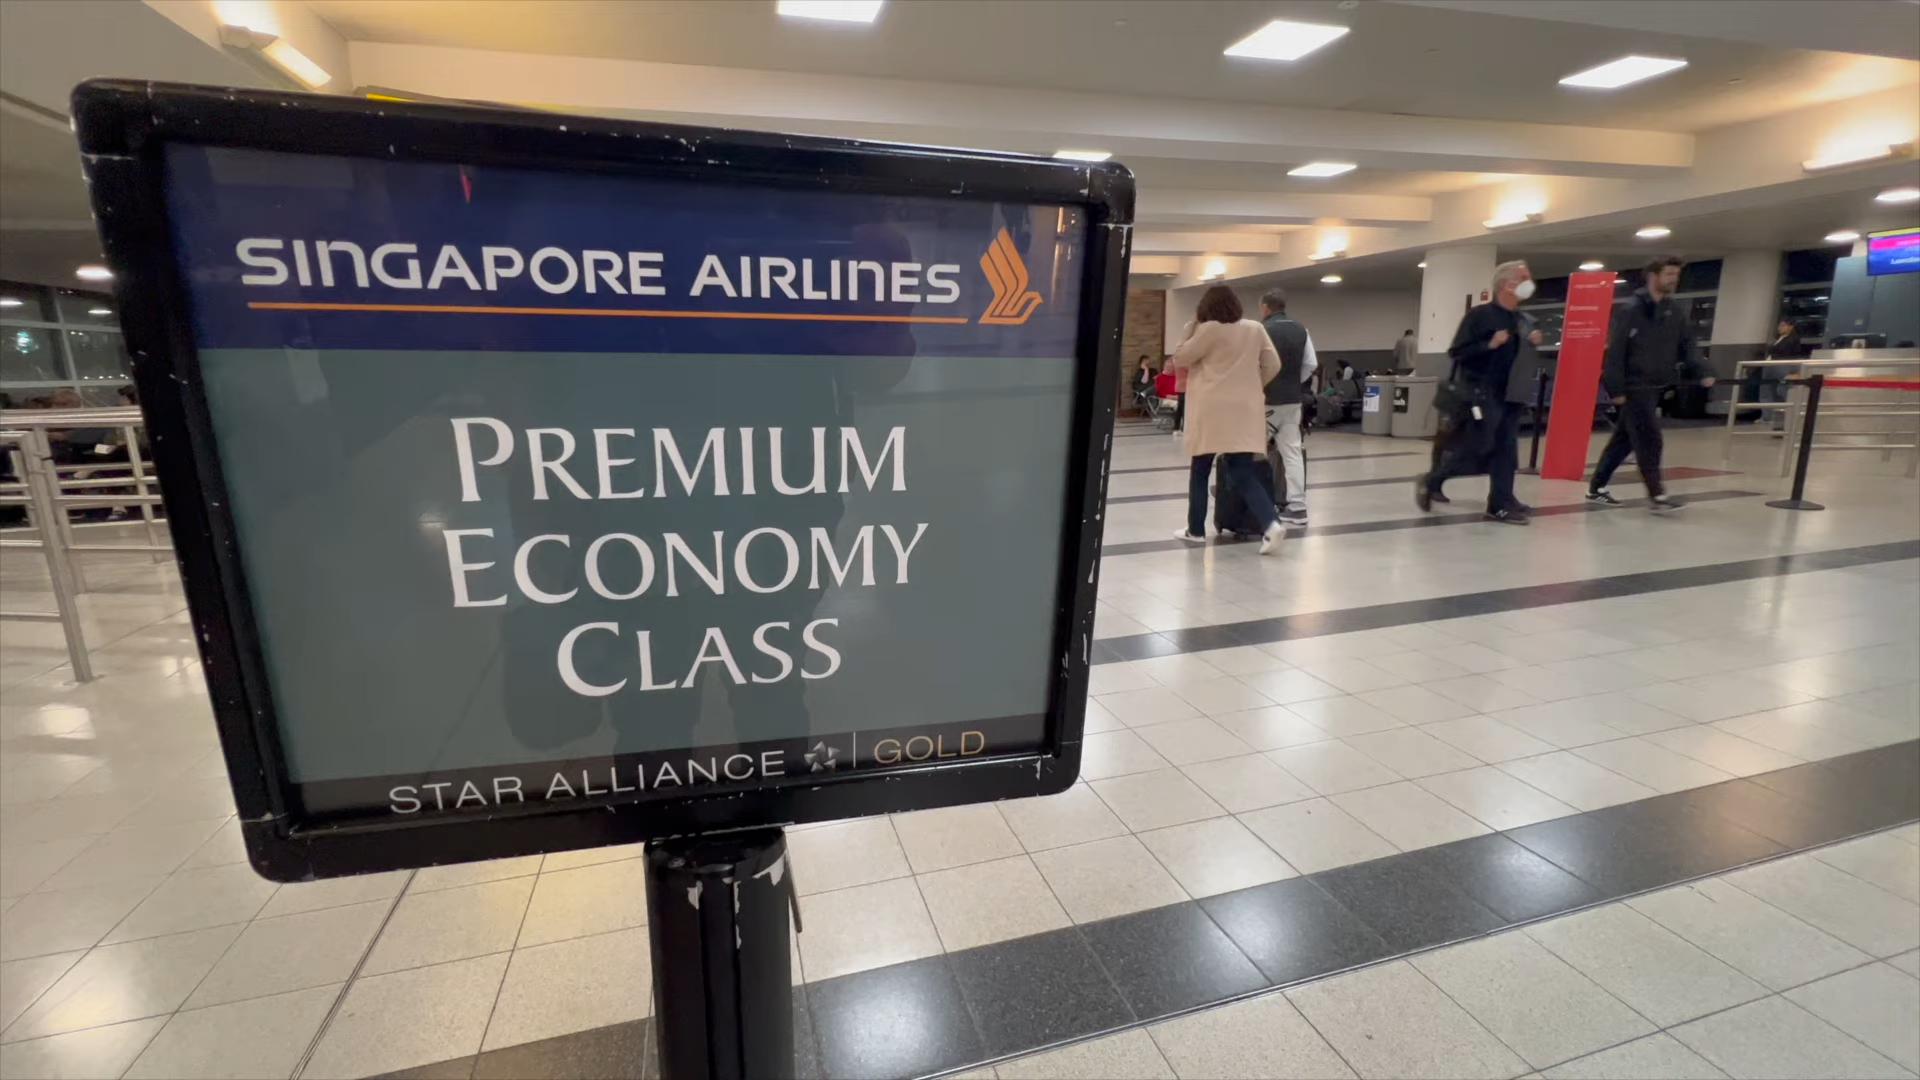 SINGAPORE AIRLINES
PREMIUM
ECONOMY
CLASS
STAR ALLIANCE | GOLD